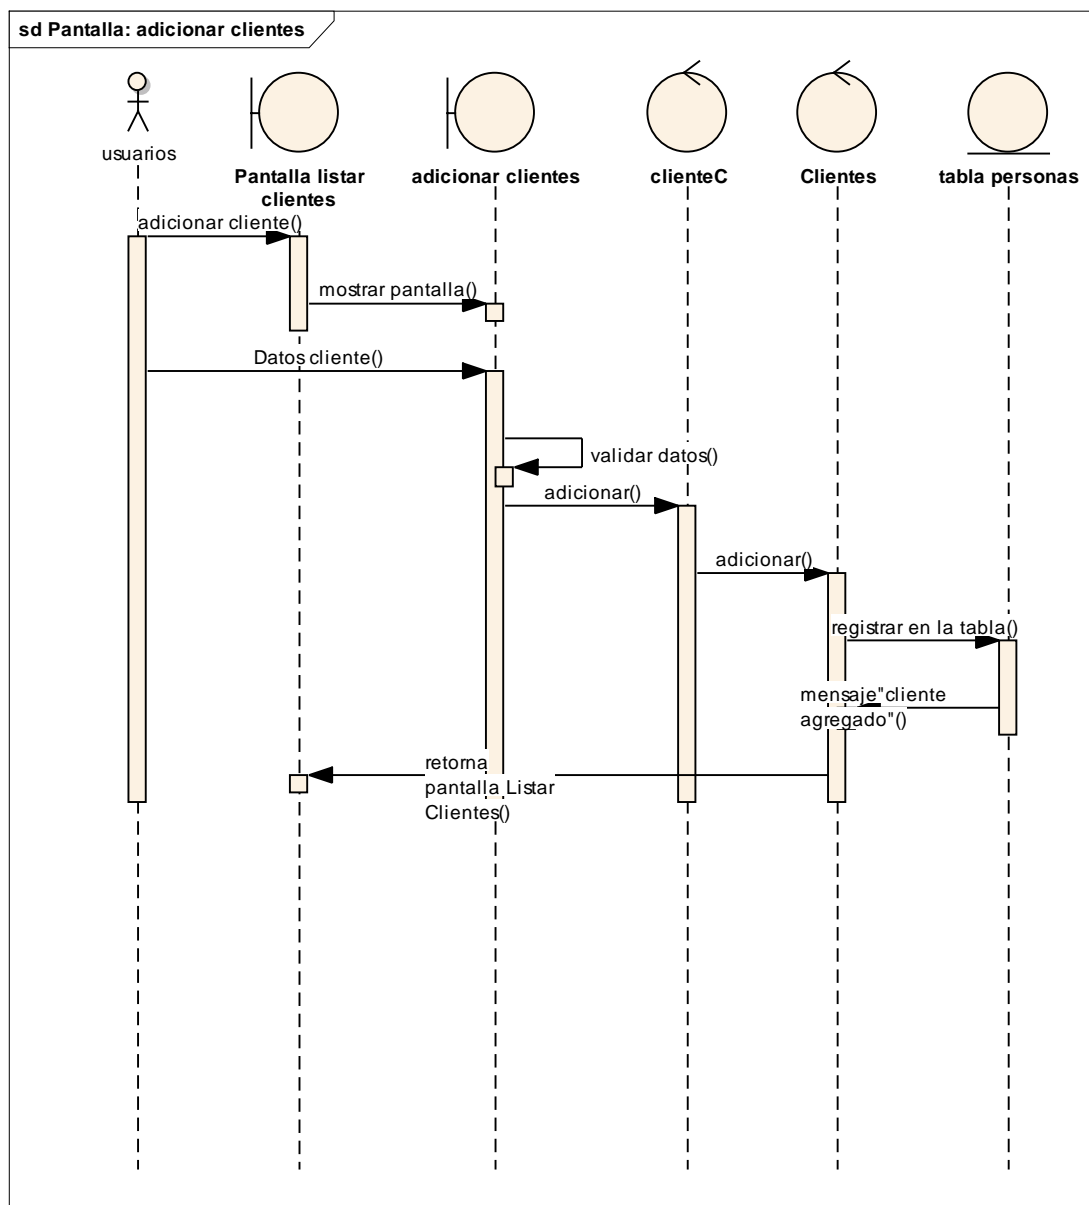 sd Pantalla: adicionar clientes
usuarios
Pantalla listar
clientes
adicionar clientes
clienteC
Clientes
tabla personas
adicionar cliente()
mostrar pantalla()
Datos cliente()
validar datos()
adicionar()
adicionar()
registrar en la tabla()
mensaje"cliente
agregado"()
retorna
pantalla Listar
Clientes()